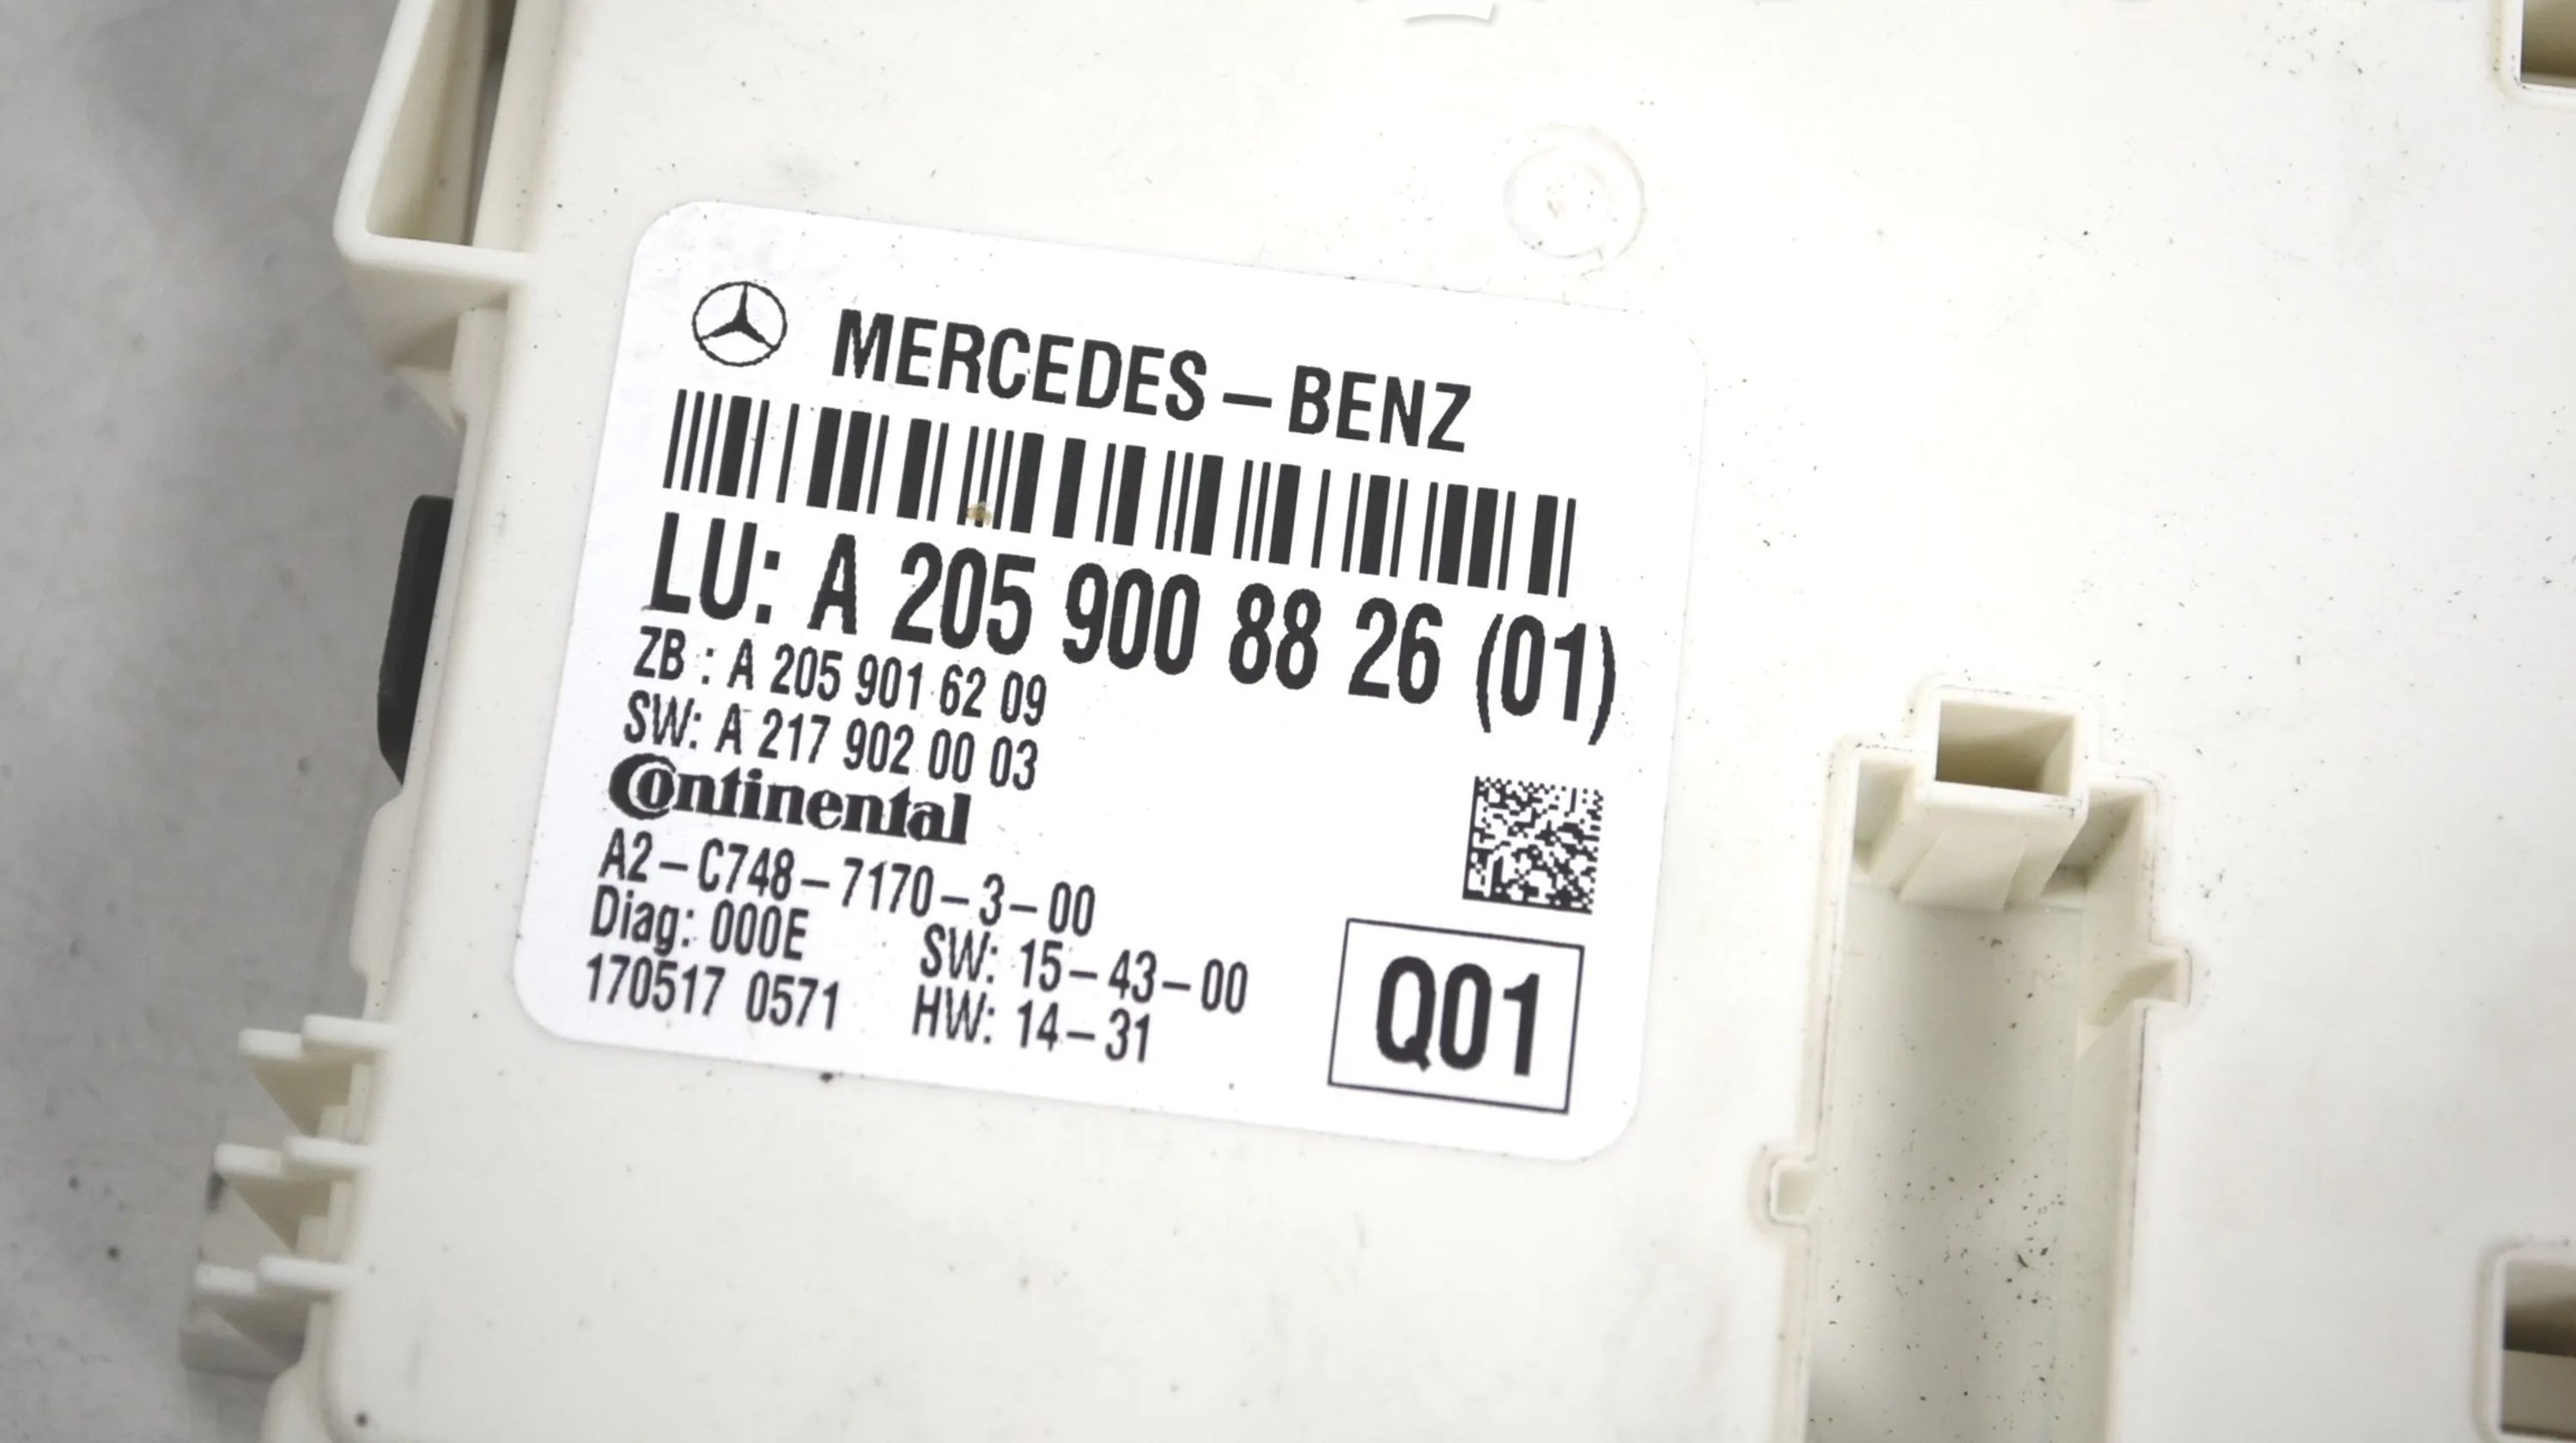 MERCEDES-BENZ
LU: A 205 900 88 26 (01)
ZB : A 205 901 62 09
SW: A 217 902 00 03
Continental
A2-C748-7170-3-00
Diag: 000E SW: 15-43-00
170517 0571 HW: 14-31
Q01